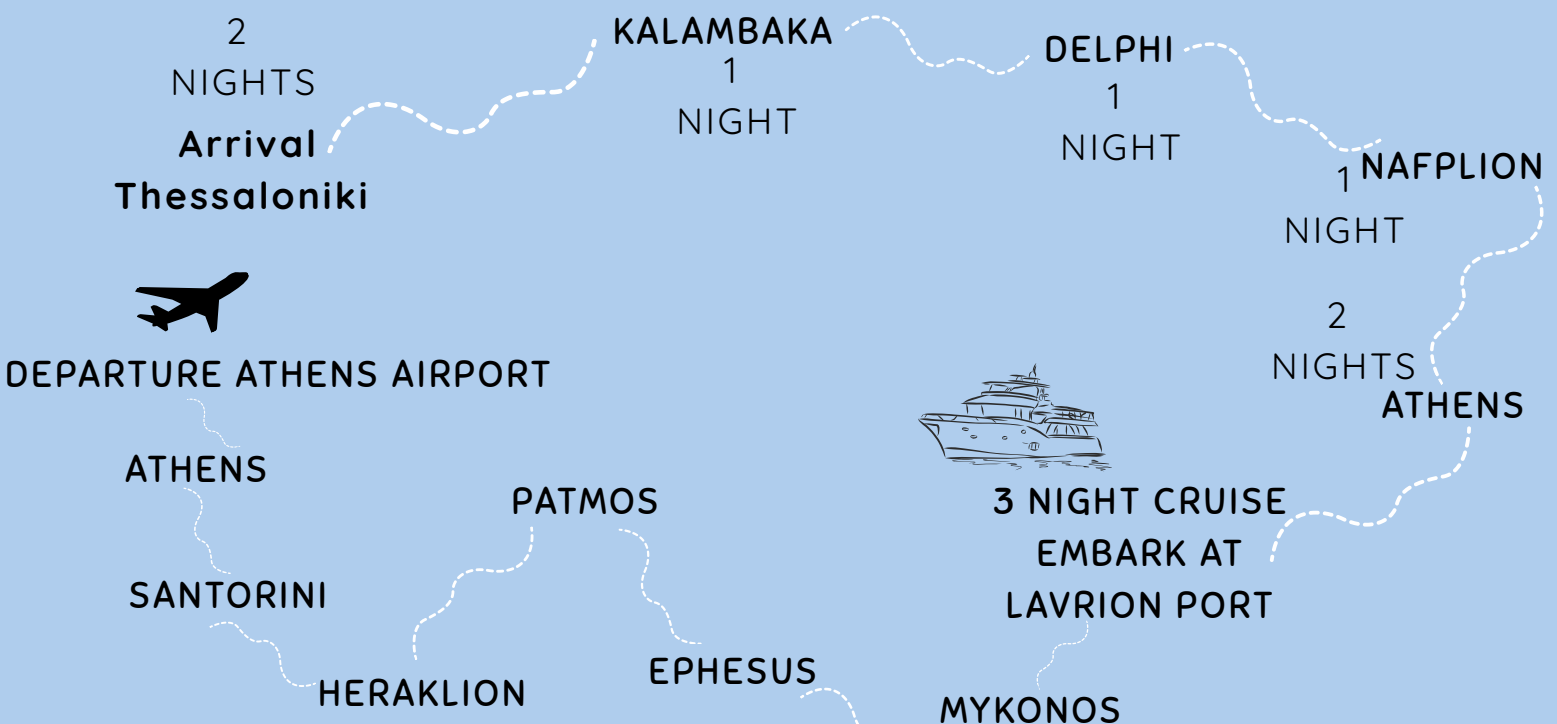 2
NIGHTS
Arrival
Thessaloniki
KALAMBAKA
1
NIGHT
DELPHI
1
NIGHT
NAFPLION
1
NIGHT
2
NIGHTS
ATHENS
3 NIGHT CRUISE
EMBARK AT
LAVRION PORT
MYKONOS
EPHESUS
PATMOS
HERAKLION
SANTORINI
ATHENS
DEPARTURE ATHENS AIRPORT